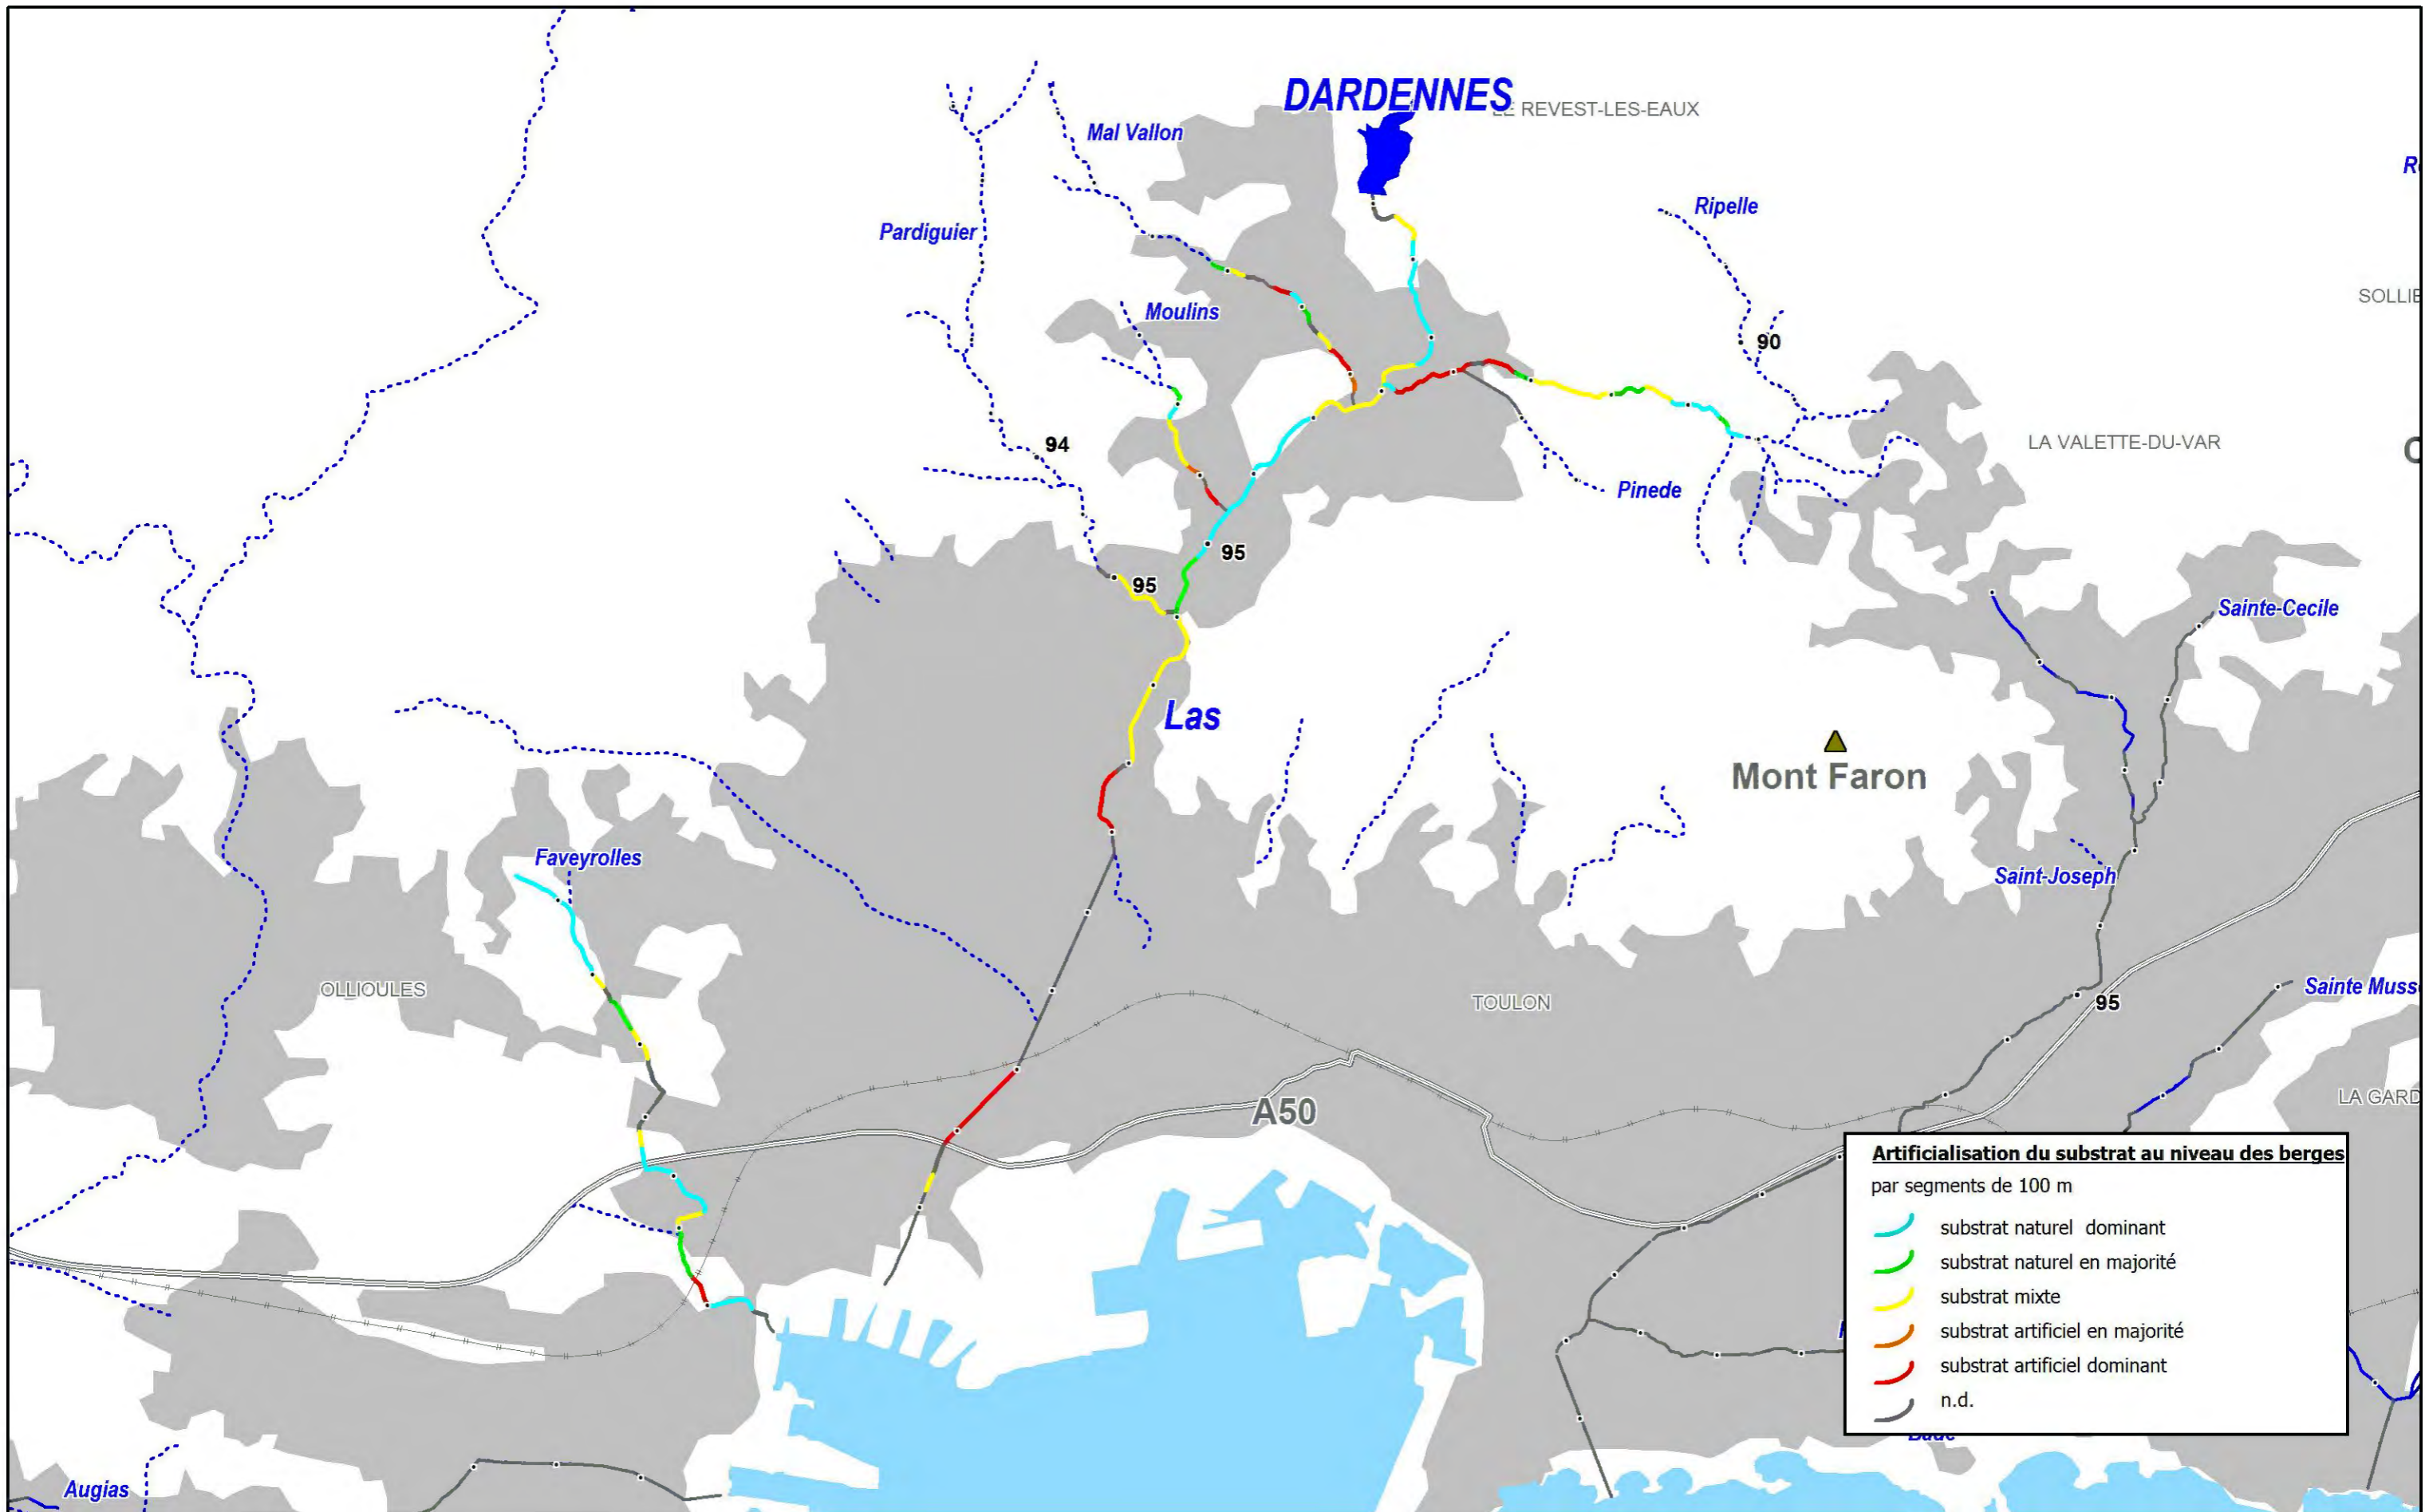 DARDENNES
LE REVEST-LES-EAUX
Mal Vallon
Ripelle
Pardiguier
SOLLIE
Moulins
90
94
LA VALETTE-DU-VAR
Pinede
95
95
Sainte-Cecile
Las
Mont Faron
Faveyrolles
Saint-Joseph
OLLIOULES
TOULON
95
Sainte Muss
A50
LA GARD
Artificialisation du substrat au niveau des berges
par segments de 100 m
substrat naturel dominant
substrat naturel en majorité
substrat mixte
substrat artificiel en majorité
substrat artificiel dominant
n.d.
Augias